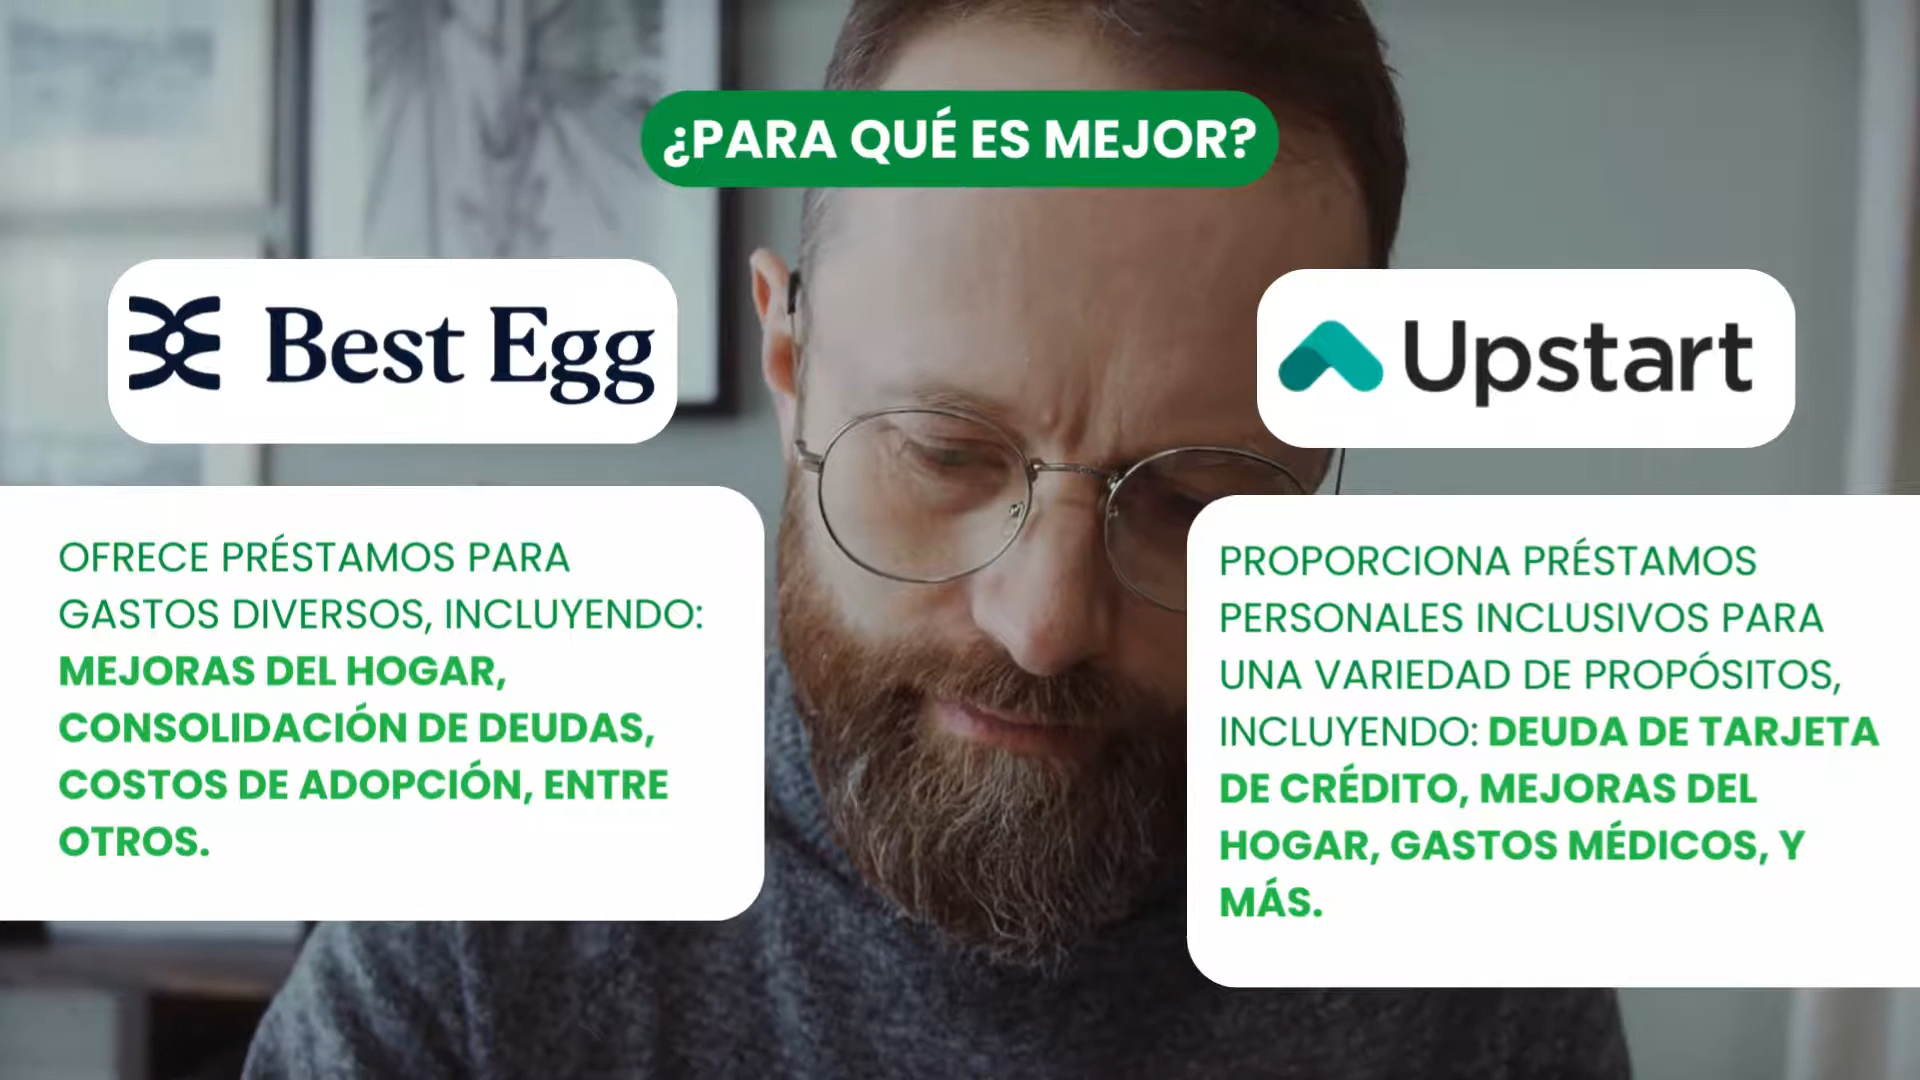 ¿PARA QUÉ ES MEJOR?
Best Egg
OFRECE PRÉSTAMOS PARA
GASTOS DIVERSOS, INCLUYENDO:
MEJORAS DEL HOGAR,
CONSOLIDACIÓN DE DEUDAS,
COSTOS DE ADOPCIÓN, ENTRE
OTROS.
Upstart
PROPORCIONA PRÉSTAMOS
PERSONALES INCLUSIVOS PARA
UNA VARIEDAD DE PROPÓSITOS,
INCLUYENDO: DEUDA DE TARJETA
DE CRÉDITO, MEJORAS DEL
HOGAR, GASTOS MÉDICOS, Y
MÁS.